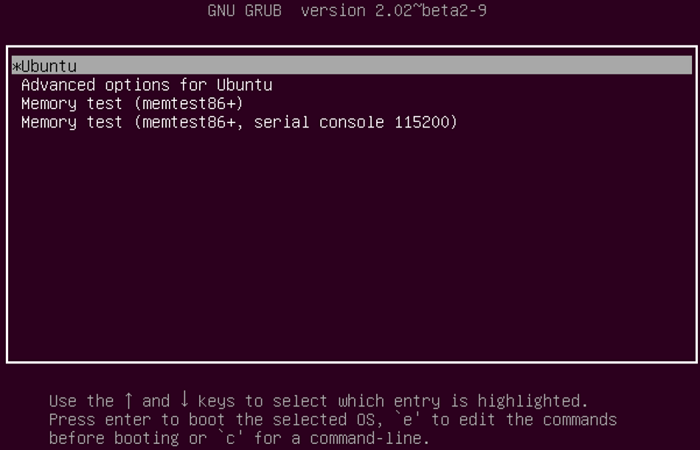 GNU GRUB  version 2.02~beta2-9
*Ubuntu
Advanced options for Ubuntu
Memory test (memtest86+)
Memory test (memtest86+, serial console 115200)
Use the ↑ and ↓ keys to select which entry is highlighted.
Press enter to boot the selected OS, `e' to edit the commands
before booting or `c' for a command-line.